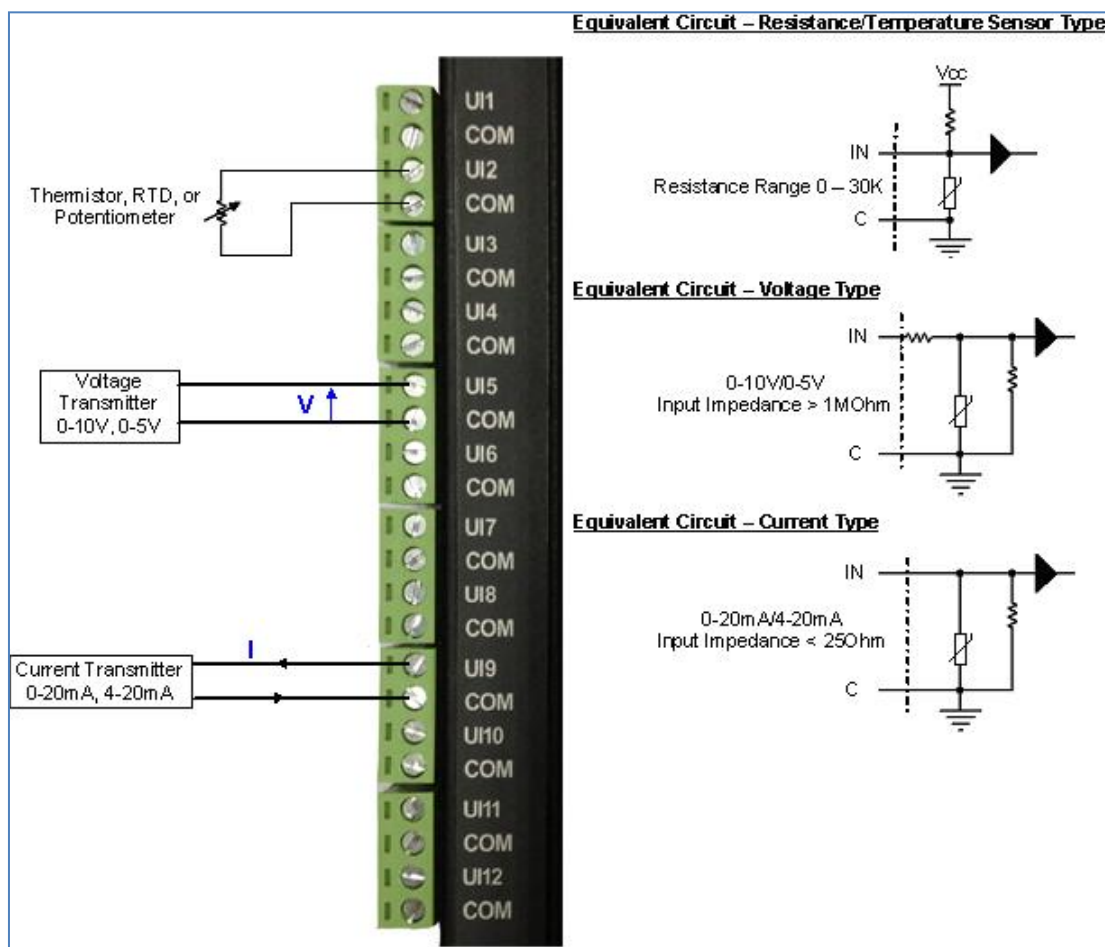 Equivalent Circuit – Resistance/Temperature Sensor Type
UI1
COM
UI2
COM
UI3
COM
UI4
COM
UI5
COM
UI6
COM
UI7
COM
UI8
COM
UI9
COM
UI10
COM
UI11
COM
UI12
COM
Thermistor, RTD, or
Potentiometer
Voltage
Transmitter
0-10V, 0-5V
V
I
Current Transmitter
0-20mA, 4-20mA
Vcc
IN
Resistance Range 0 – 30K
C
Equivalent Circuit – Voltage Type
IN
0-10V/0-5V
Input Impedance > 1MOhm
C
Equivalent Circuit – Current Type
IN
0-20mA/4-20mA
Input Impedance < 25Ohm
C